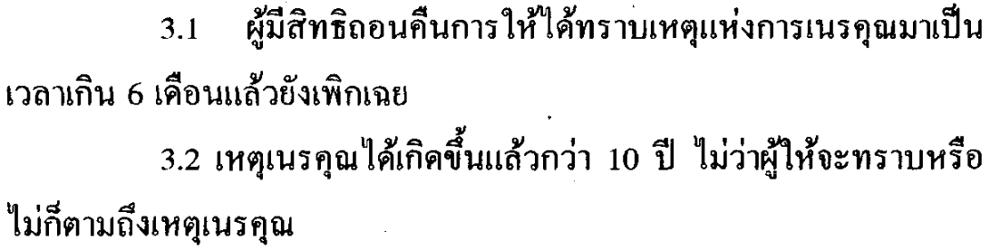 3.1 ผู้มีสิทธิถอนคืนการให้ได้ทราบเหตุแห่งการเนรคุณมาเป็น
เวลาเกิน 6 เดือนแล้วยังเพิกเฉย
3.2 เหตุเนรคุณได้เกิดขึ้นแล้วกว่า 10 ปี ไม่ว่าผู้ให้จะทราบหรือ
ไม่ก็ตามถึงเหตุเนรคุณ